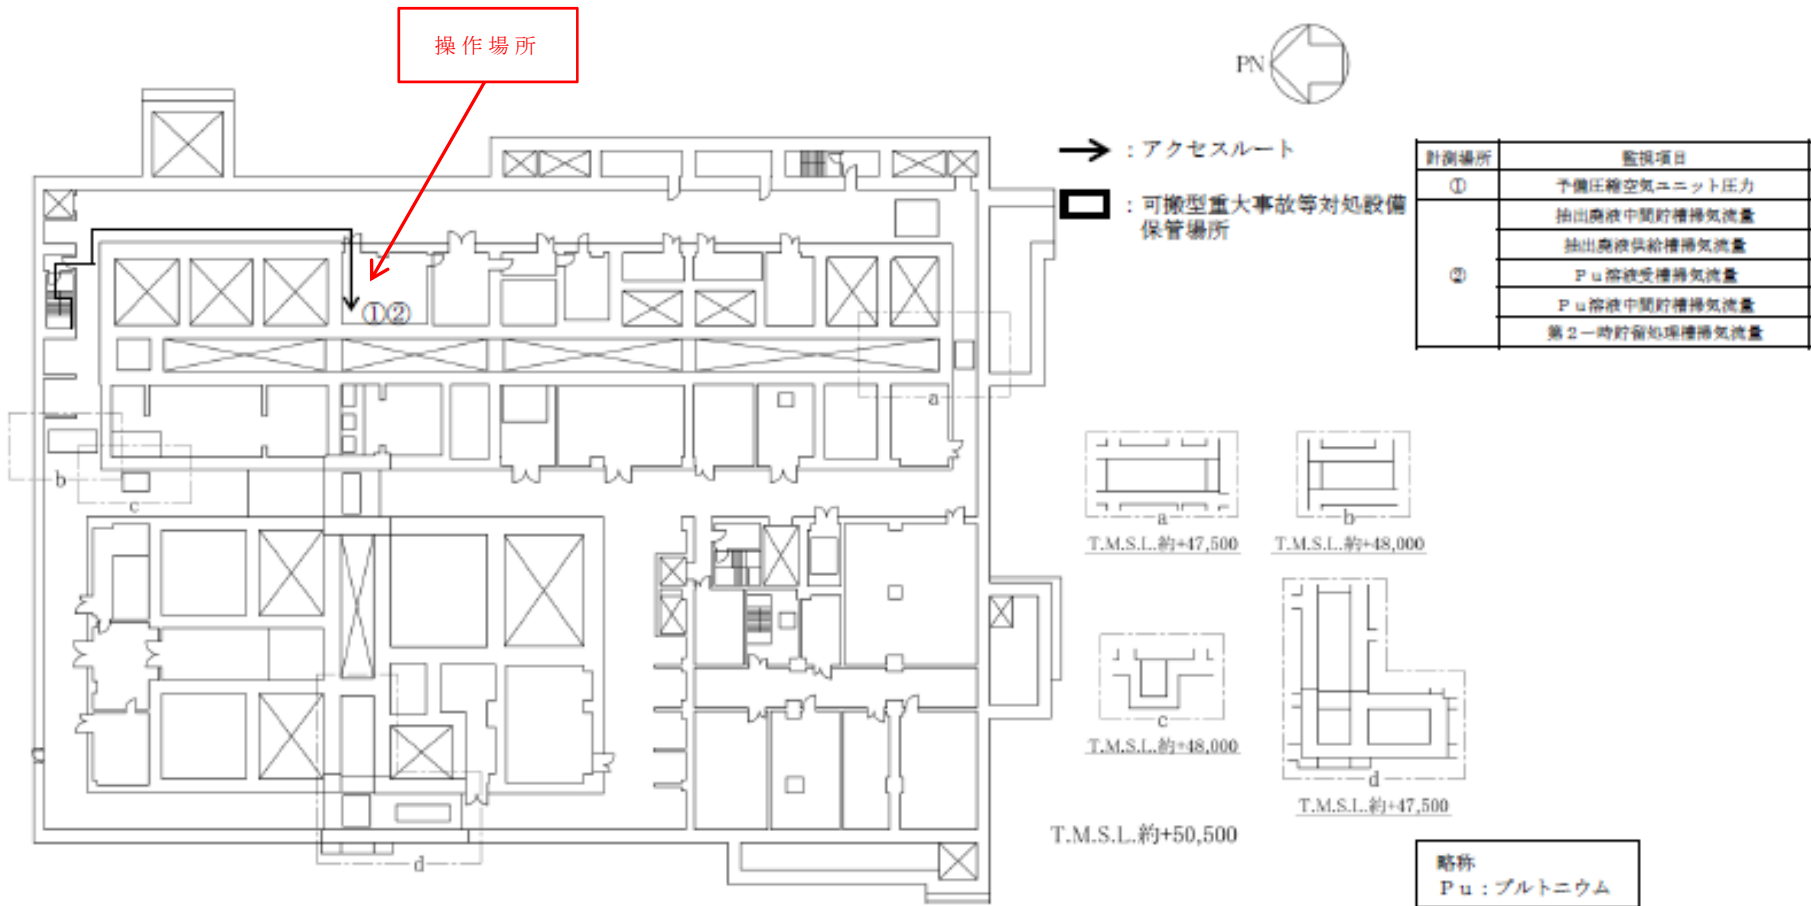 操作場所
PN
：アクセスルート
：可搬型重大事故等対処設備
保管場所
計測場所 監視項目
① 予備圧縮空気ユニット圧力
② 抽出廃液中間貯槽掃気流量
抽出廃液供給槽掃気流量
Ｐｕ溶液受槽掃気流量
Ｐｕ溶液中間貯槽掃気流量
第２一時貯留処理槽掃気流量
①②
a
b
c
d
a
T.M.S.L.約+47,500
b
T.M.S.L.約+48,000
c
T.M.S.L.約+48,000
d
T.M.S.L.約+47,500
T.M.S.L.約+50,500
略称
Ｐｕ：プルトニウム